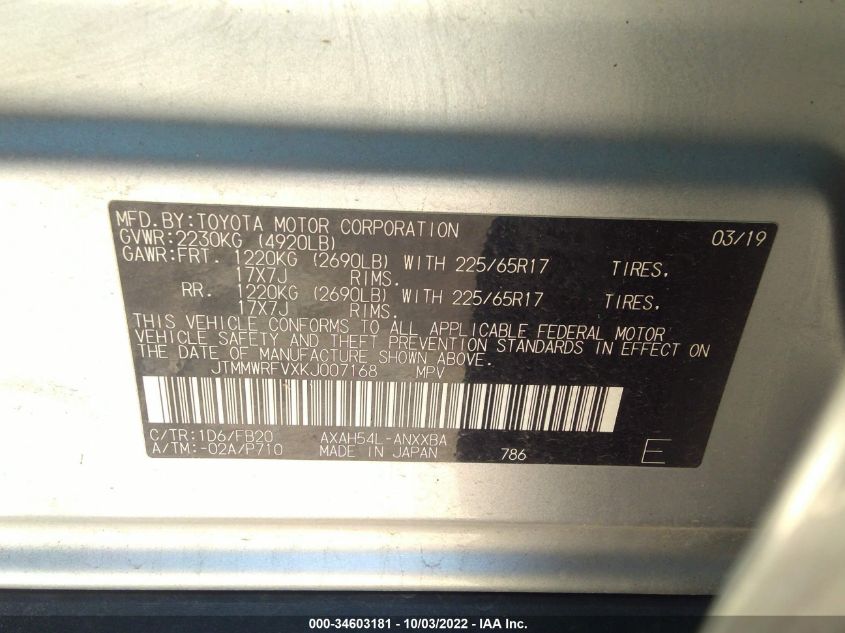 MFD.BY:TOYOTA MOTOR CORPORATION 03/19
GVWR:2230KG (4920LB)
GAWR:FRT. 1220KG (2690LB) WITH 225/65R17 TIRES,
17X7J RIMS.
RR. 1220KG (2690LB) WITH 225/65R17 TIRES,
17X7J RIMS.
THIS VEHICLE CONFORMS TO ALL APPLICABLE FEDERAL MOTOR
VEHICLE SAFETY AND THEFT PREVENTION STANDARDS IN EFFECT ON
THE DATE OF MANUFACTURE SHOWN ABOVE.
JTMMWRFVXKJ007168 MPV
C/TR:1D6/FB20 AXAH54L-ANXXBA
A/TM:-02A/P710 MADE IN JAPAN 786 E
000-34603181 - 10/03/2022 - IAA Inc.